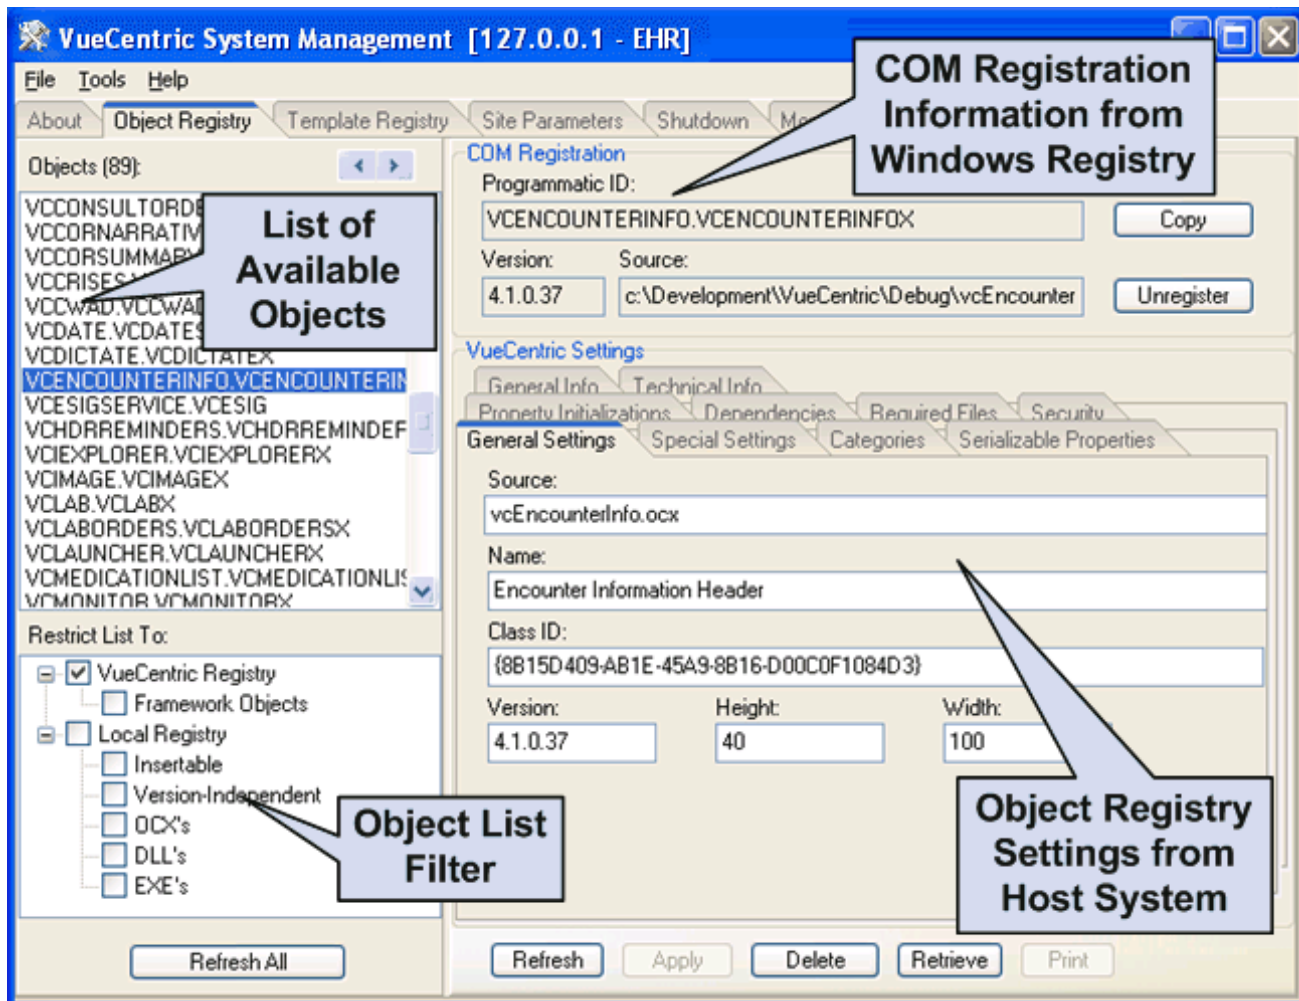 VueCentric System Management [127.0.0.1 - EHR]
File Tools Help
About Object Registry Template Registry Site Parameters Shutdown
COM Registration
Information from
Windows Registry
Objects (89):
VCCRISES
VCCWAD.VCCWAD
VCDICTATE.VCDICTATEX
VCENCOUNTERINFO.VCENCOUNTERIN
VCESIGSERVICE.VCESIG
VCHDRREMINDERS.VCHDRREMINDEF
VCIEXPLORER.VCIEXPLORERX
VCIMAGE.VCIMAGEX
VCLAB.VCLABX
VCLABORDERS.VCLABORDERSX
VCLAUNCHER.VCLAUNCHERX
VCMEDICATIONLIST.VCMEDICATIONLIS
VCMONITOR.VCMONITORX
List of
Available
Objects
Restrict List To:
VueCentric Registry
Framework Objects
Local Registry
Insertable
Version-Independent
OCX's
DLL's
EXE's
Object List
Filter
Refresh All
COM Registration
Programmatic ID:
VCENCOUNTERINFO.VCENCOUNTERINFOX Copy
Version: Source:
4.1.0.37 c:\Development\VueCentric\Debug\vcEncounter Unregister
VueCentric Settings
General Info Technical Info
Property Initializations Dependencies Required Files Security
General Settings Special Settings Categories Serializable Properties
Source:
vcEncounterInfo.ocx
Name:
Encounter Information Header
Class ID:
{8B15D409-AB1E-45A9-8B16-D00C0F1084D3}
Version: Height: Width:
4.1.0.37 40 100
Object Registry
Settings from
Host System
Refresh Apply Delete Retrieve Print